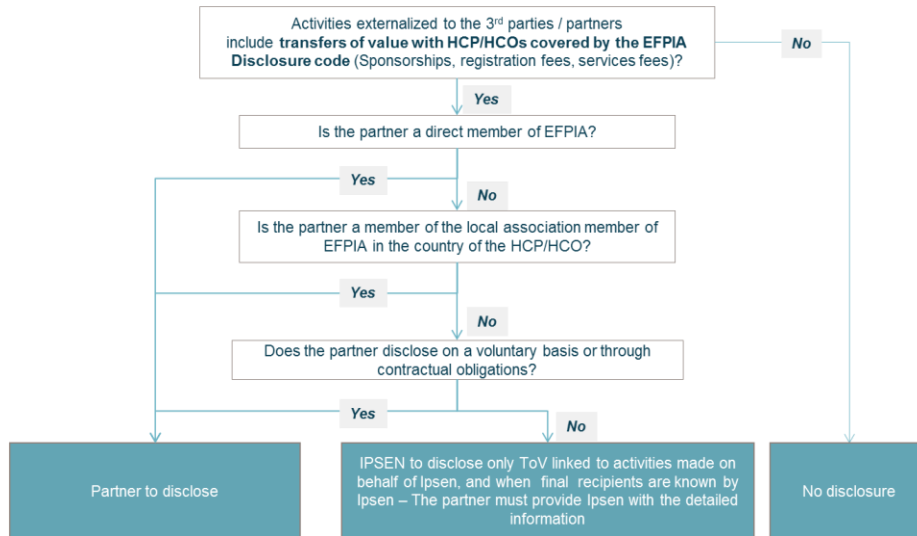 Activities externalized to the 3rd parties / partners
include transfers of value with HCP/HCOs covered by the EFPIA
Disclosure code (Sponsorships, registration fees, services fees)?
No
Yes
Is the partner a direct member of EFPIA?
Yes
No
Is the partner a member of the local association member of
EFPIA in the country of the HCP/HCO?
Yes
No
Does the partner disclose on a voluntary basis or through
contractual obligations?
Yes
No
Partner to disclose
IPSEN to disclose only ToV linked to activities made on
behalf of Ipsen, and when final recipients are known by
Ipsen – The partner must provide Ipsen with the detailed
information
No disclosure